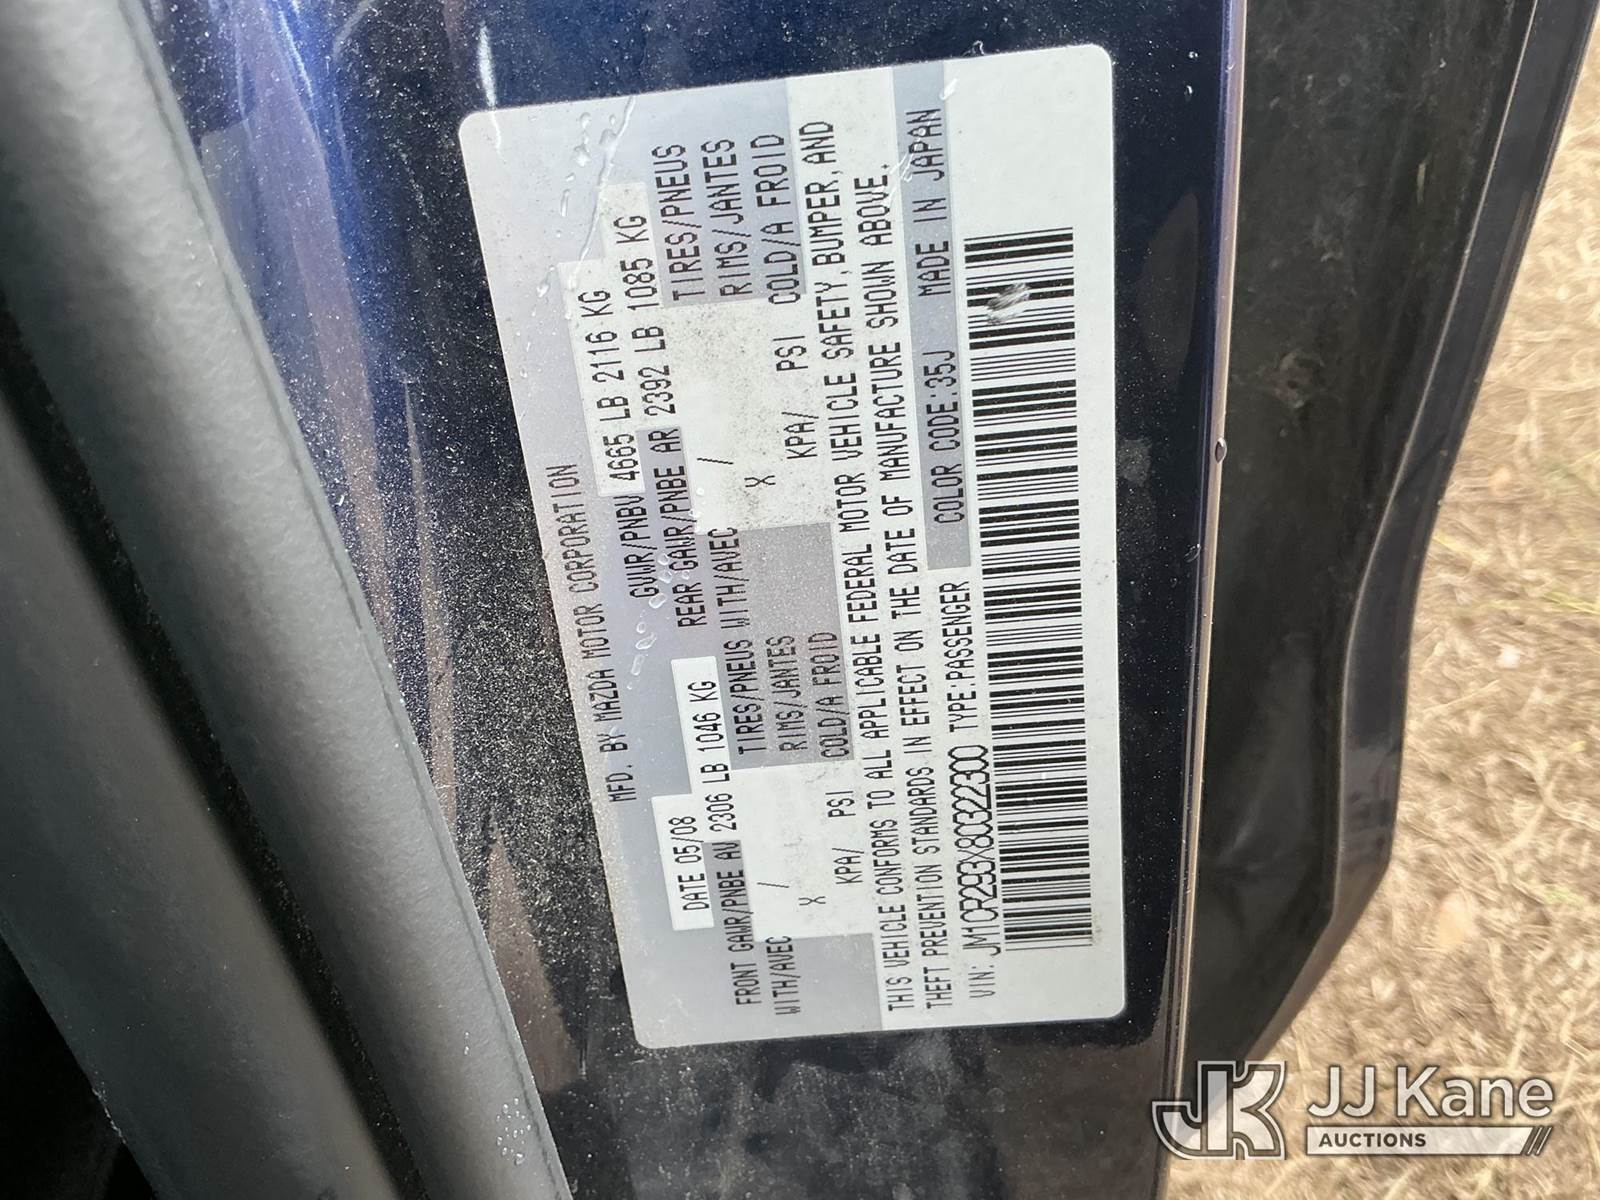 MFD. BY MAZDA MOTOR CORPORATION
DATE 05/08 GVWR/PNBV 4665 LB 2116 KG
FRONT GAWR/PNBE AV 2306 LB 1046 KG REAR GAWR/PNBE AR 2392 LB 1085 KG
WITH/AVEC / TIRES/PNEUS WITH/AVEC / TIRES/PNEUS
X RIMS/JANTES X RIMS/JANTES
KPA/ PSI COLD/A FROID KPA/ PSI COLD/A FROID
THIS VEHICLE CONFORMS TO ALL APPLICABLE FEDERAL MOTOR VEHICLE SAFETY, BUMPER, AND
THEFT PREVENTION STANDARDS IN EFFECT ON THE DATE OF MANUFACTURE SHOWN ABOVE.
VIN: JM1CR293X80322300 TYPE:PASSENGER COLOR CODE:35J MADE IN JAPAN
JK JJ Kane
AUCTIONS